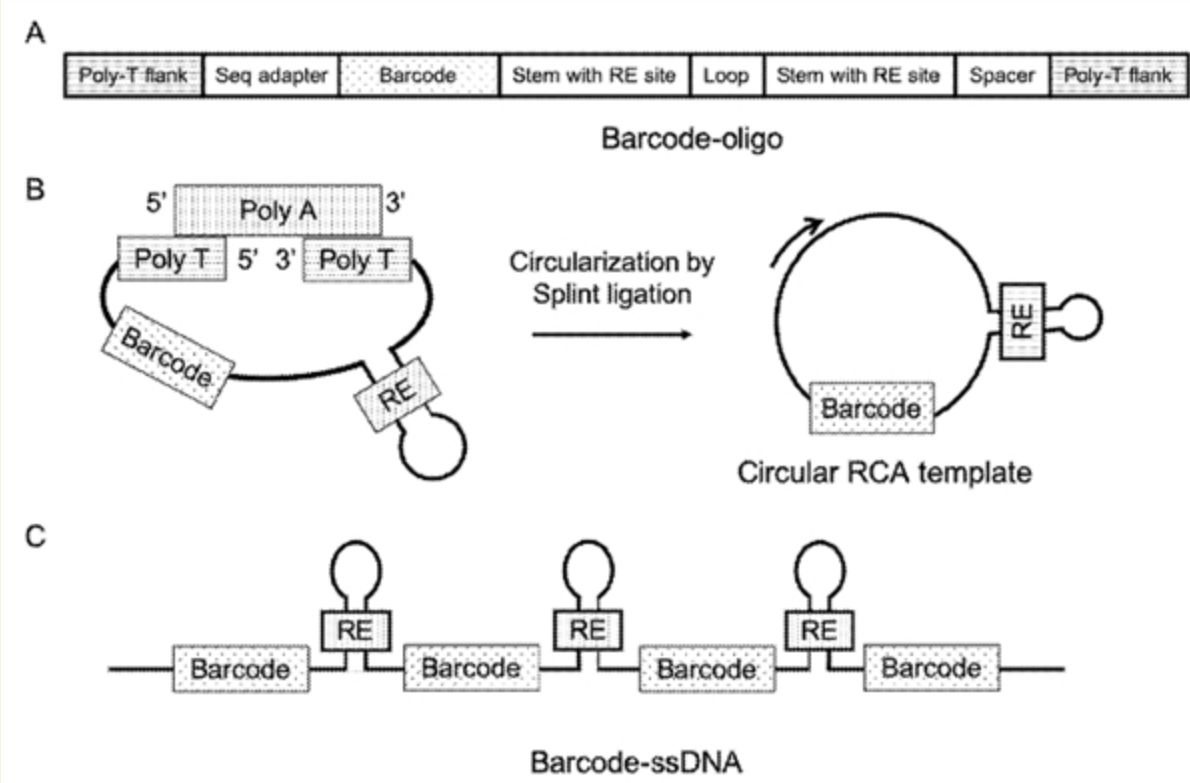 A
Poly-T flank Seq adapter Barcode Stem with RE site Loop Stem with RE site Spacer Poly-T flank
Barcode-oligo
B
5' Poly A 3'
Poly T 5' 3' Poly T
Barcode
RE
Circularization by
Splint ligation
RE
Barcode
Circular RCA template
C
RE RE RE
Barcode Barcode Barcode Barcode
Barcode-ssDNA